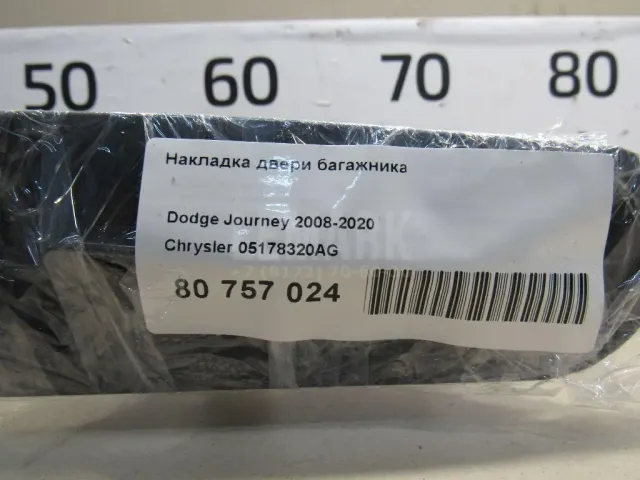 50 60 70 80
Накладка двери багажника
Dodge Journey 2008-2020
Chrysler 05178320AG
80 757 024